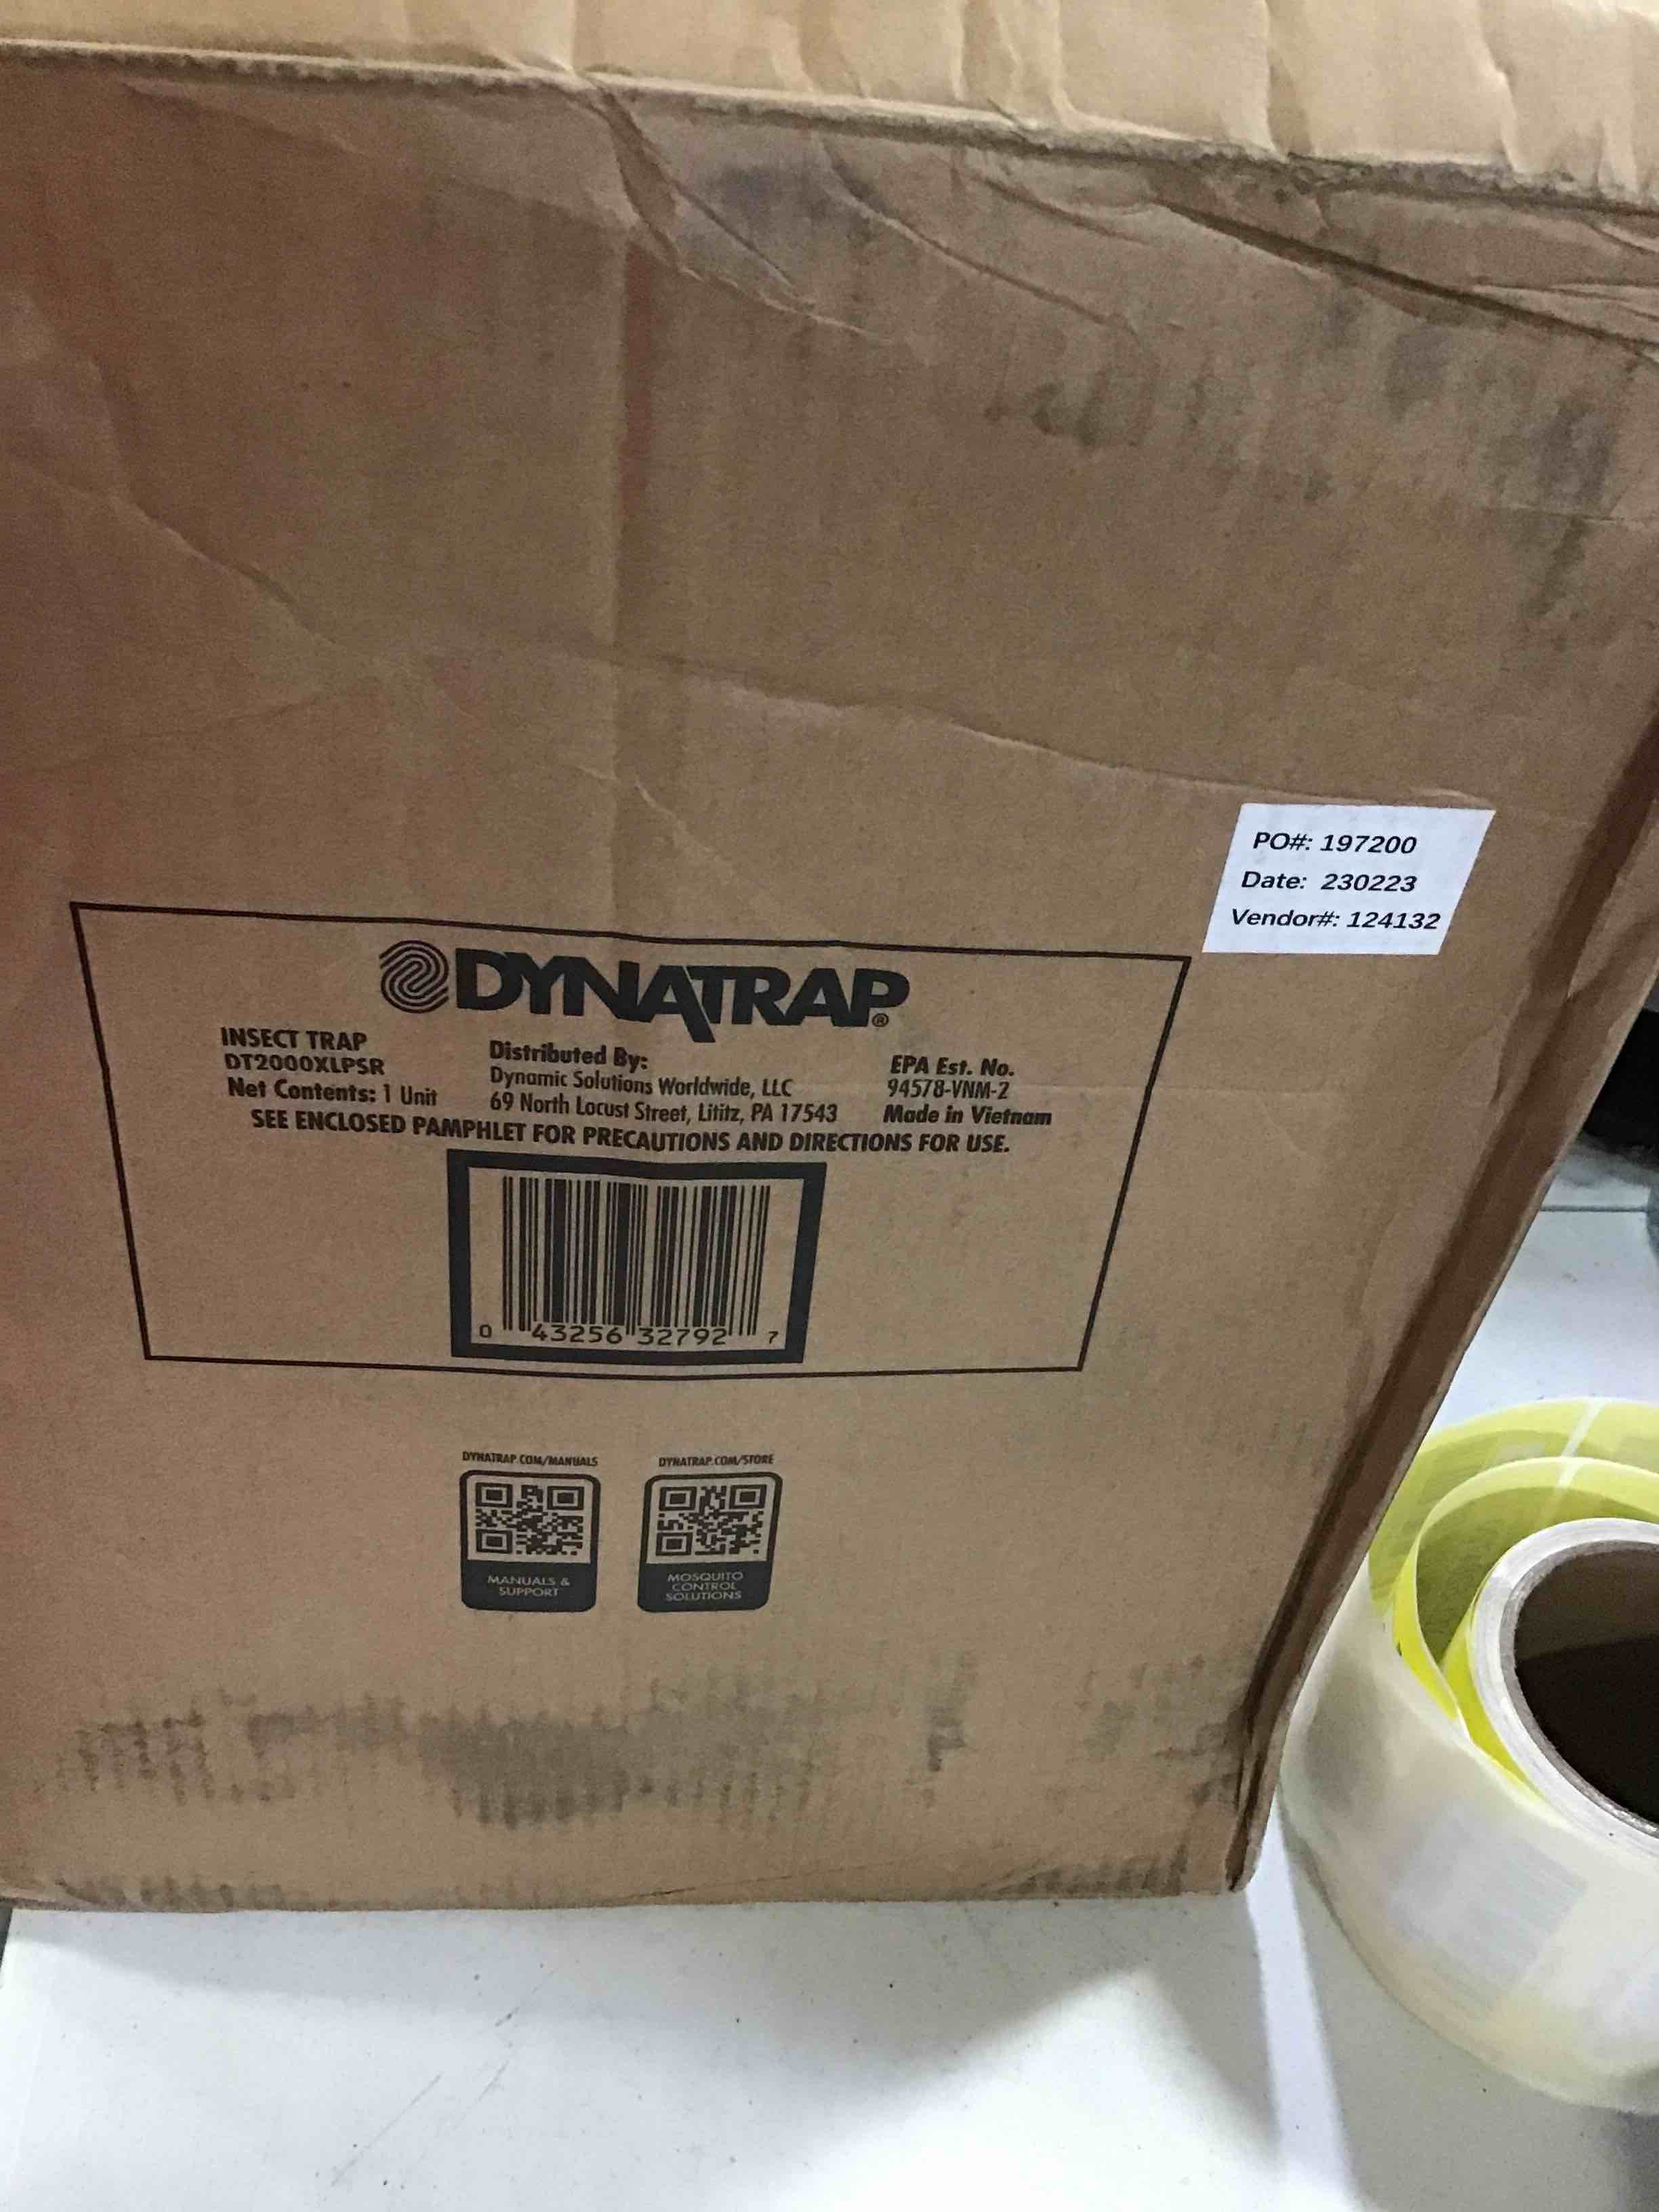 PO#: 197200
Date: 230223
Vendor#: 124132
DYNATRAP®
INSECT TRAP
DT2000XLPSR
Net Contents: 1 Unit
Distributed By:
Dynamic Solutions Worldwide, LLC
69 North Locust Street, Lititz, PA 17543
EPA Est. No.
94578-VNM-2
Made in Vietnam
SEE ENCLOSED PAMPHLET FOR PRECAUTIONS AND DIRECTIONS FOR USE.
0 43256 32792 7
DYNATRAP.COM/MANUALS
MANUALS &
SUPPORT
DYNATRAP.COM/STORE
MOSQUITO
CONTROL
SOLUTIONS